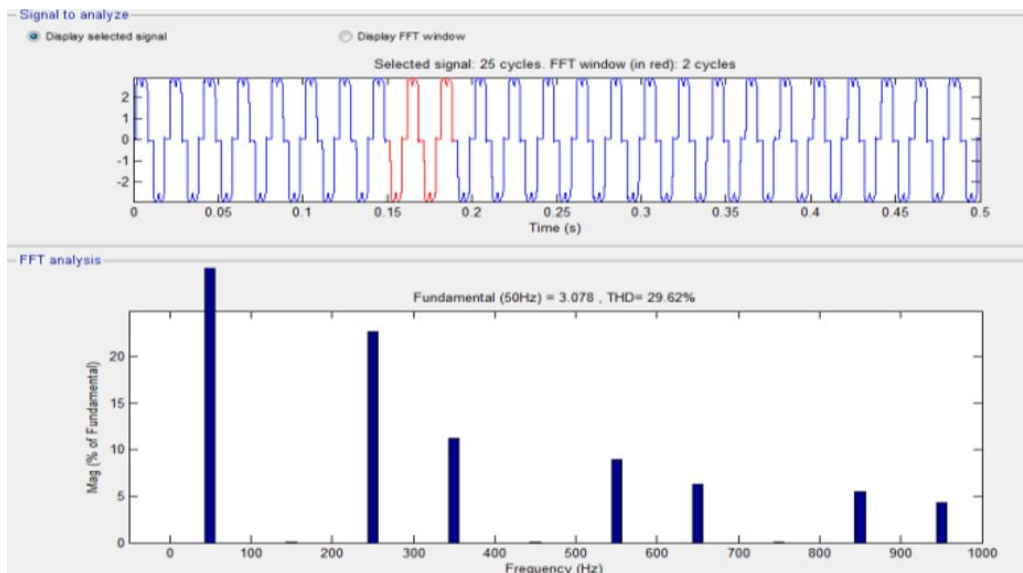 Signal to analyze
Display selected signal
Display FFT window
Selected signal: 25 cycles. FFT window (in red): 2 cycles
2
1
0
-1
-2
0 0.05 0.1 0.15 0.2 0.25 0.3 0.35 0.4 0.45 0.5
Time (s)
FFT analysis
Fundamental (50Hz) = 3.078 , THD= 29.62%
Mag (% of Fundamental)
20
15
10
5
0
0 100 200 300 400 500 600 700 800 900 1000
Frequency (Hz)